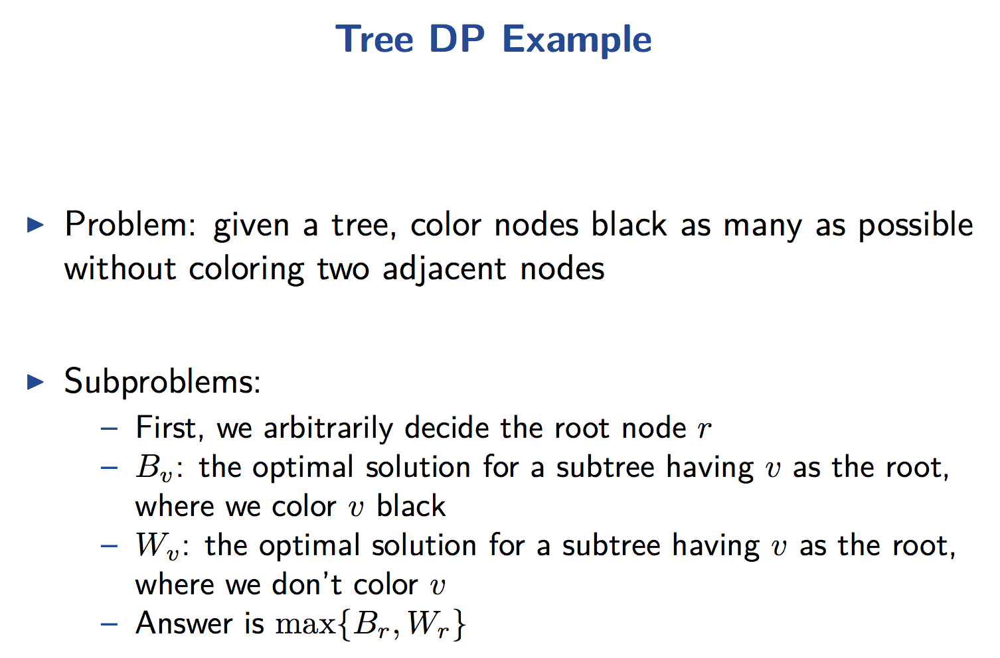 Tree DP Example
▶ Problem: given a tree, color nodes black as many as possible
without coloring two adjacent nodes
▶ Subproblems:
– First, we arbitrarily decide the root node r
– B_v: the optimal solution for a subtree having v as the root,
where we color v black
– W_v: the optimal solution for a subtree having v as the root,
where we don't color v
– Answer is max{B_r, W_r}